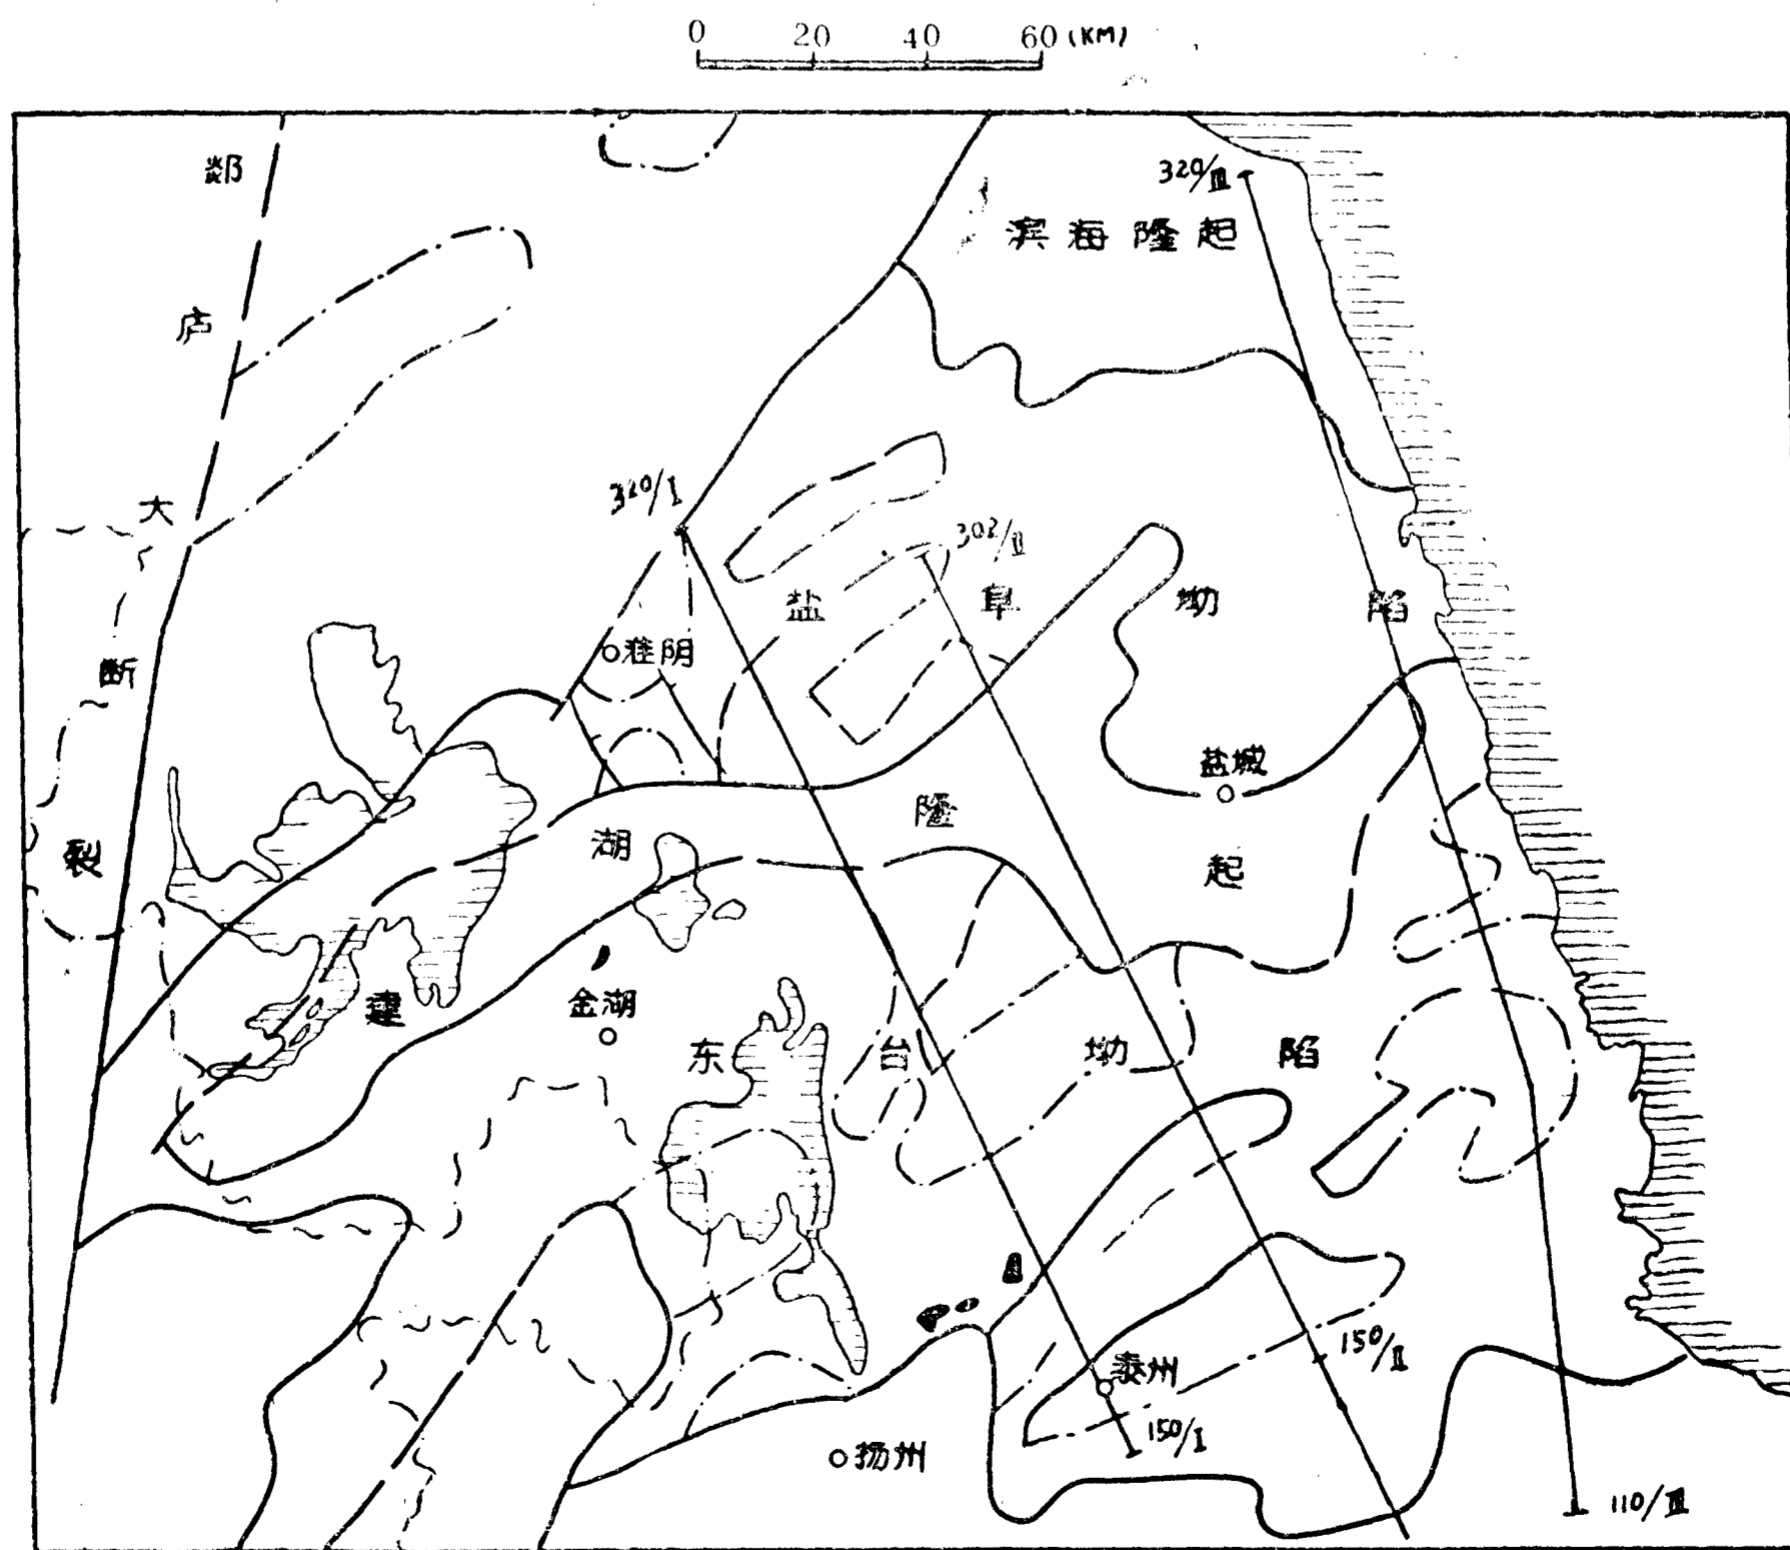 0 20 40 60 (KM)
320/Ⅲ
滨海隆起
郯庐大断裂
320/Ⅰ
302/Ⅱ
盐阜坳陷
淮阴
盐城
建湖隆起
金湖
东台坳陷
泰州
150/Ⅱ
150/Ⅰ
扬州
110/Ⅲ